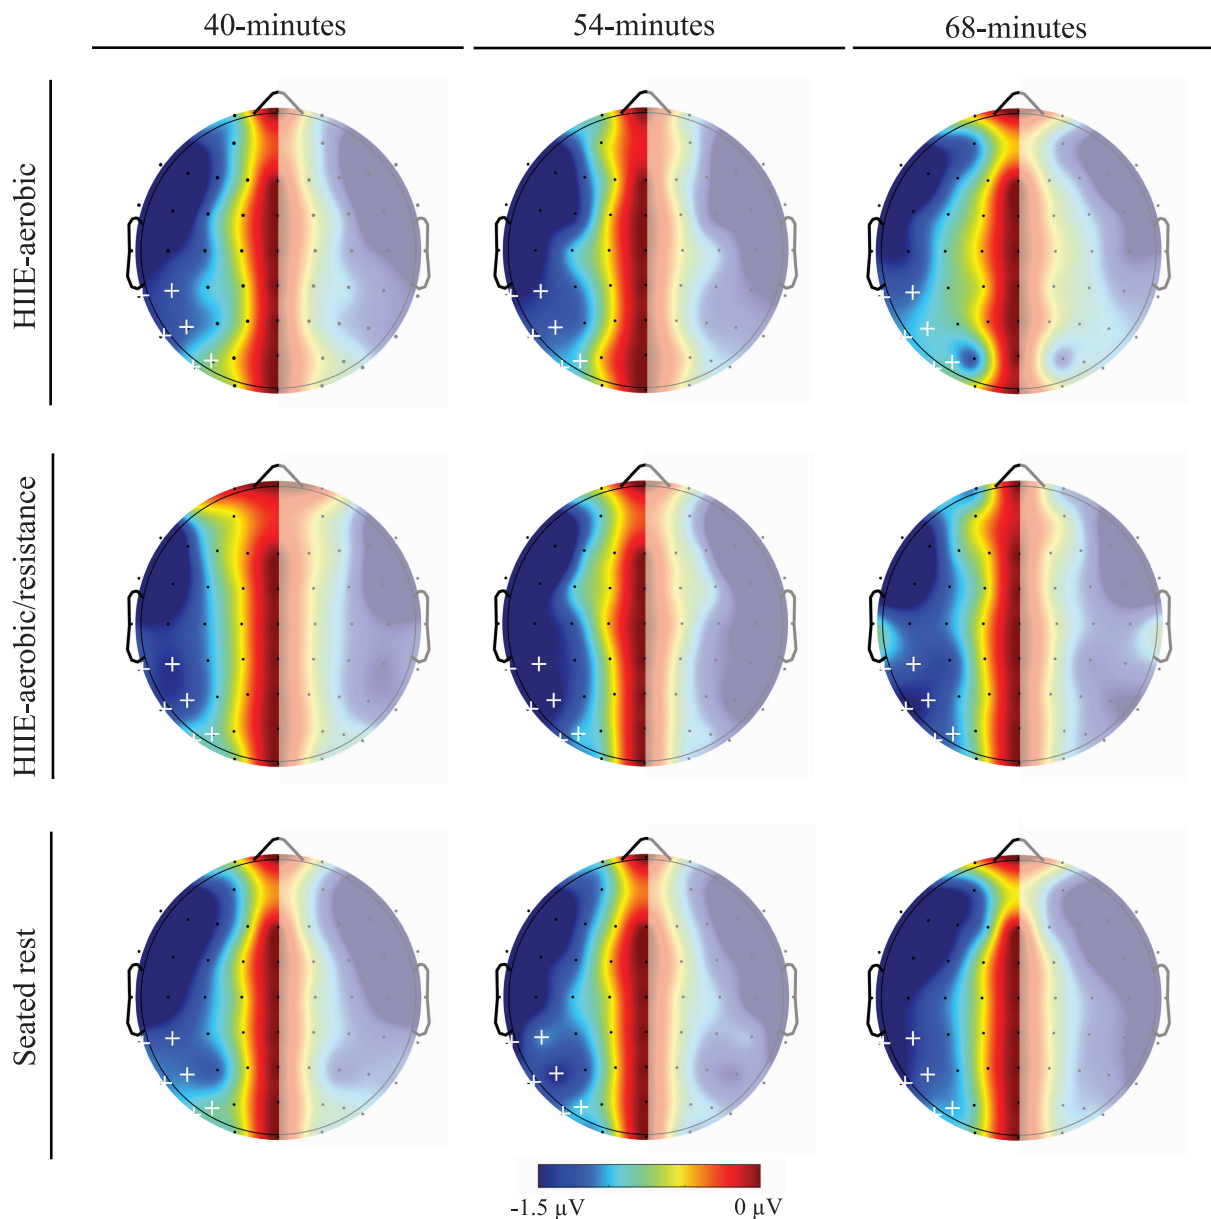 40-minutes
54-minutes
68-minutes
HIIE-aerobic
HIIE-aerobic/resistance
Seated rest
-1.5 µV
0 µV